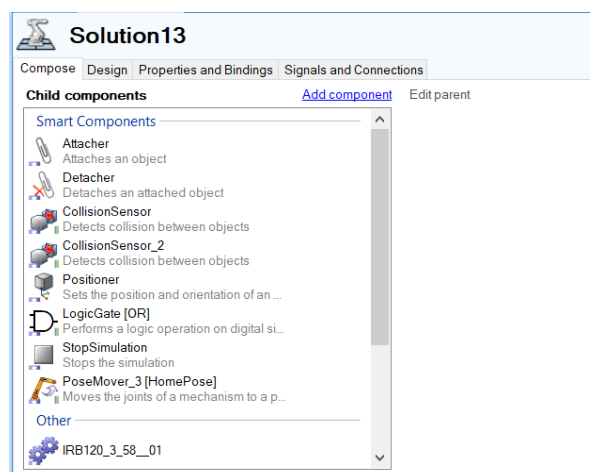 Solution13
Compose Design Properties and Bindings Signals and Connections
Child components Add component Edit parent
Smart Components
Attacher
Attaches an object
Detacher
Detaches an attached object
CollisionSensor
Detects collision between objects
CollisionSensor_2
Detects collision between objects
Positioner
Sets the position and orientation of an ...
LogicGate [OR]
Performs a logic operation on digital si...
StopSimulation
Stops the simulation
PoseMover_3 [HomePose]
Moves the joints of a mechanism to a p...
Other
IRB120_3_58__01